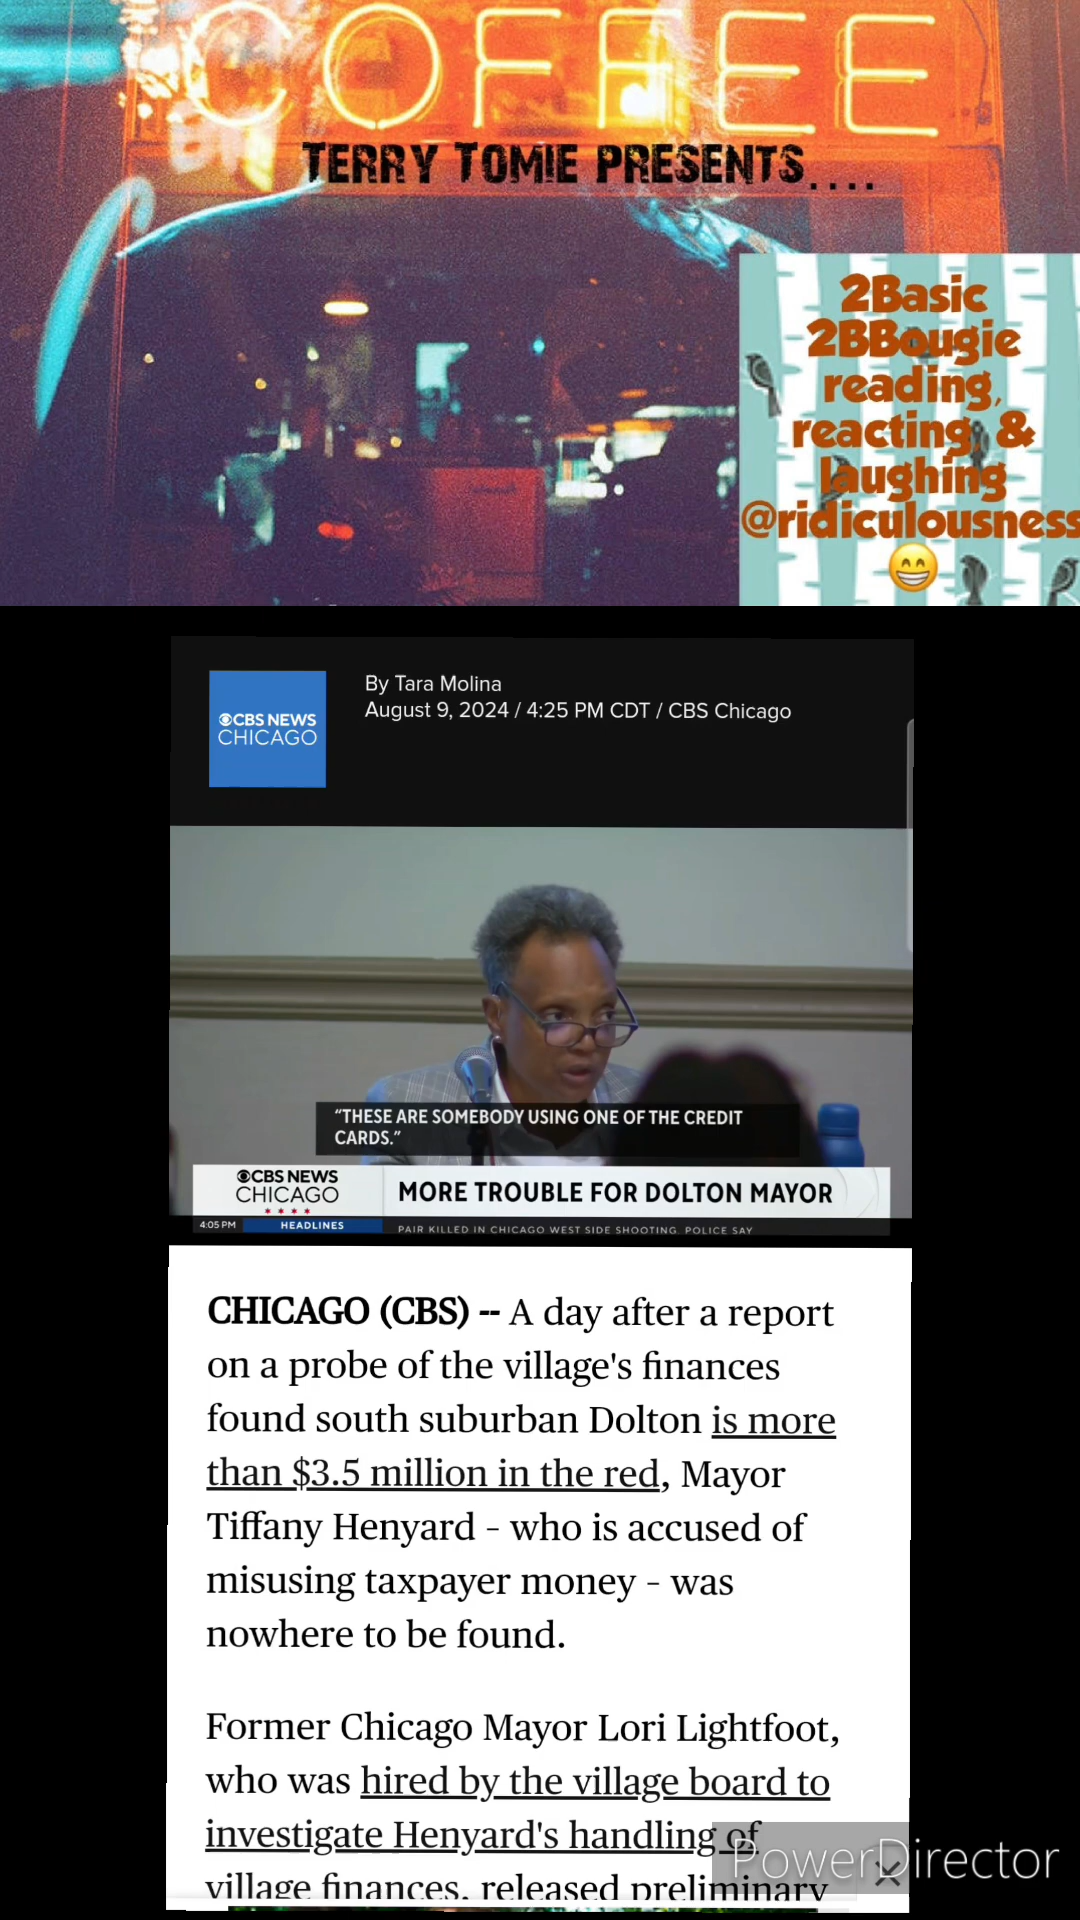 COFFEE
TERRY TOMIE PRESENTS....
2Basic
2BBougie
reading,
reacting, &
laughing
@ridiculousness
😁
By Tara Molina
August 9, 2024 / 4:25 PM CDT / CBS Chicago
CBS NEWS
CHICAGO
"THESE ARE SOMEBODY USING ONE OF THE CREDIT
CARDS."
CBS NEWS
CHICAGO
MORE TROUBLE FOR DOLTON MAYOR
4:05 PM
HEADLINES
PAIR KILLED IN CHICAGO WEST SIDE SHOOTING, POLICE SAY
CHICAGO (CBS) -- A day after a report
on a probe of the village's finances
found south suburban Dolton is more
than $3.5 million in the red, Mayor
Tiffany Henyard – who is accused of
misusing taxpayer money – was
nowhere to be found.
Former Chicago Mayor Lori Lightfoot,
who was hired by the village board to
investigate Henyard's handling of
village finances, released preliminary
PowerDirector